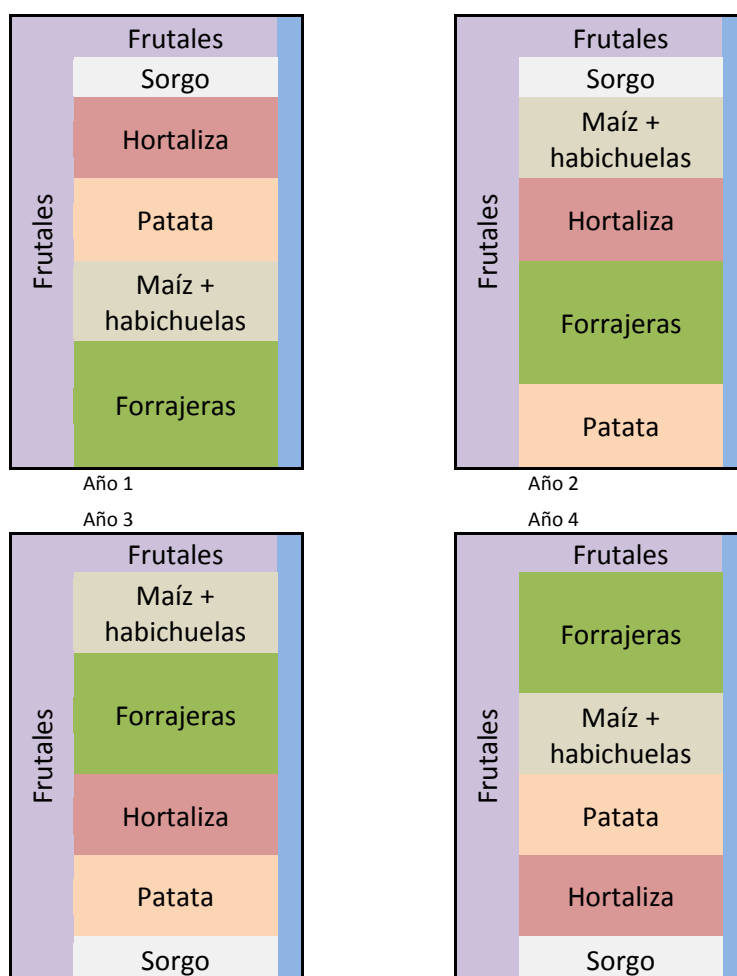 Frutales
Sorgo
Hortaliza
Patata
Maíz +
habichuelas
Forrajeras
Frutales
Año 1
Frutales
Sorgo
Maíz +
habichuelas
Hortaliza
Forrajeras
Patata
Frutales
Año 2
Año 3
Frutales
Maíz +
habichuelas
Forrajeras
Hortaliza
Patata
Sorgo
Frutales
Año 4
Frutales
Forrajeras
Maíz +
habichuelas
Patata
Hortaliza
Sorgo
Frutales